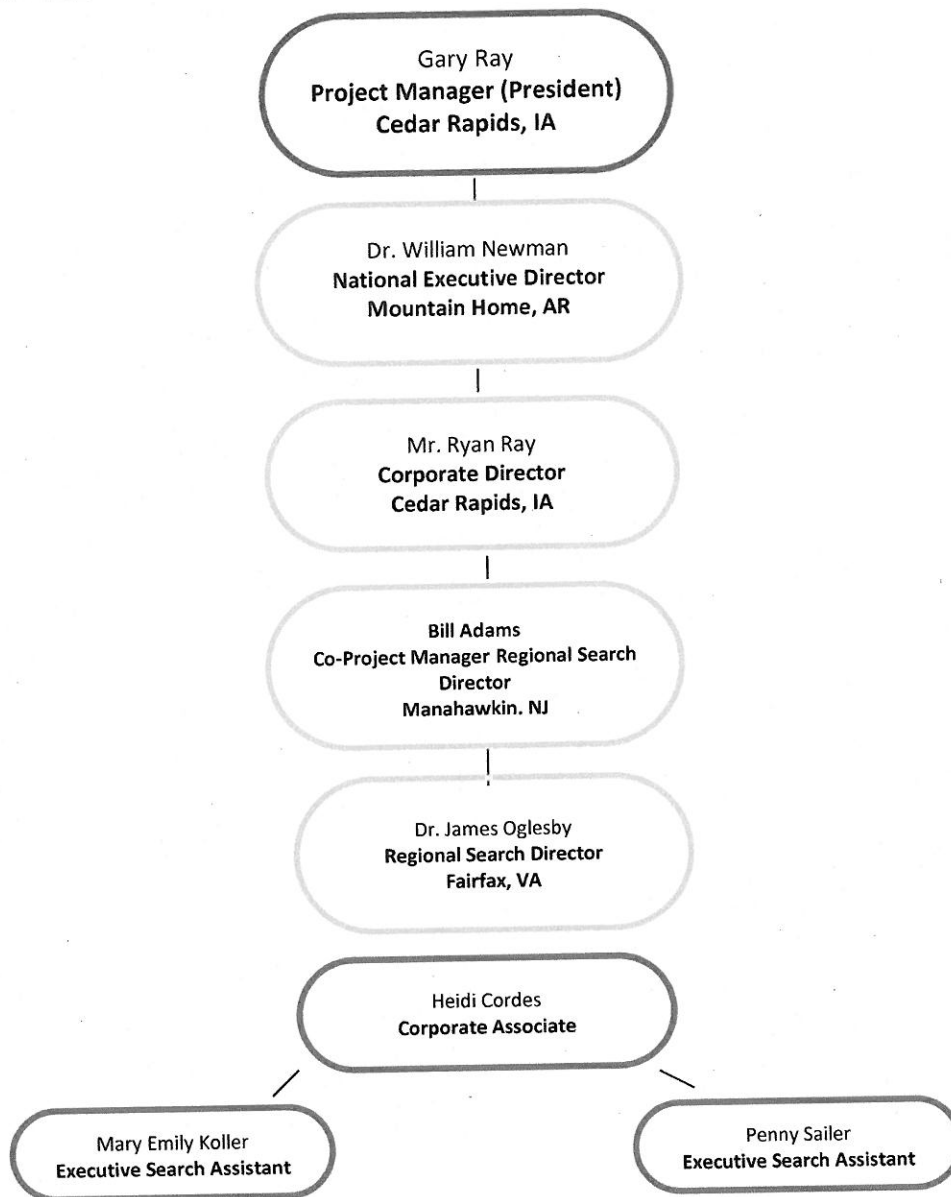 Gary Ray
Project Manager (President)
Cedar Rapids, IA
Dr. William Newman
National Executive Director
Mountain Home, AR
Mr. Ryan Ray
Corporate Director
Cedar Rapids, IA
Bill Adams
Co-Project Manager Regional Search
Director
Manahawkin. NJ
Dr. James Oglesby
Regional Search Director
Fairfax, VA
Heidi Cordes
Corporate Associate
Mary Emily Koller
Executive Search Assistant
Penny Sailer
Executive Search Assistant